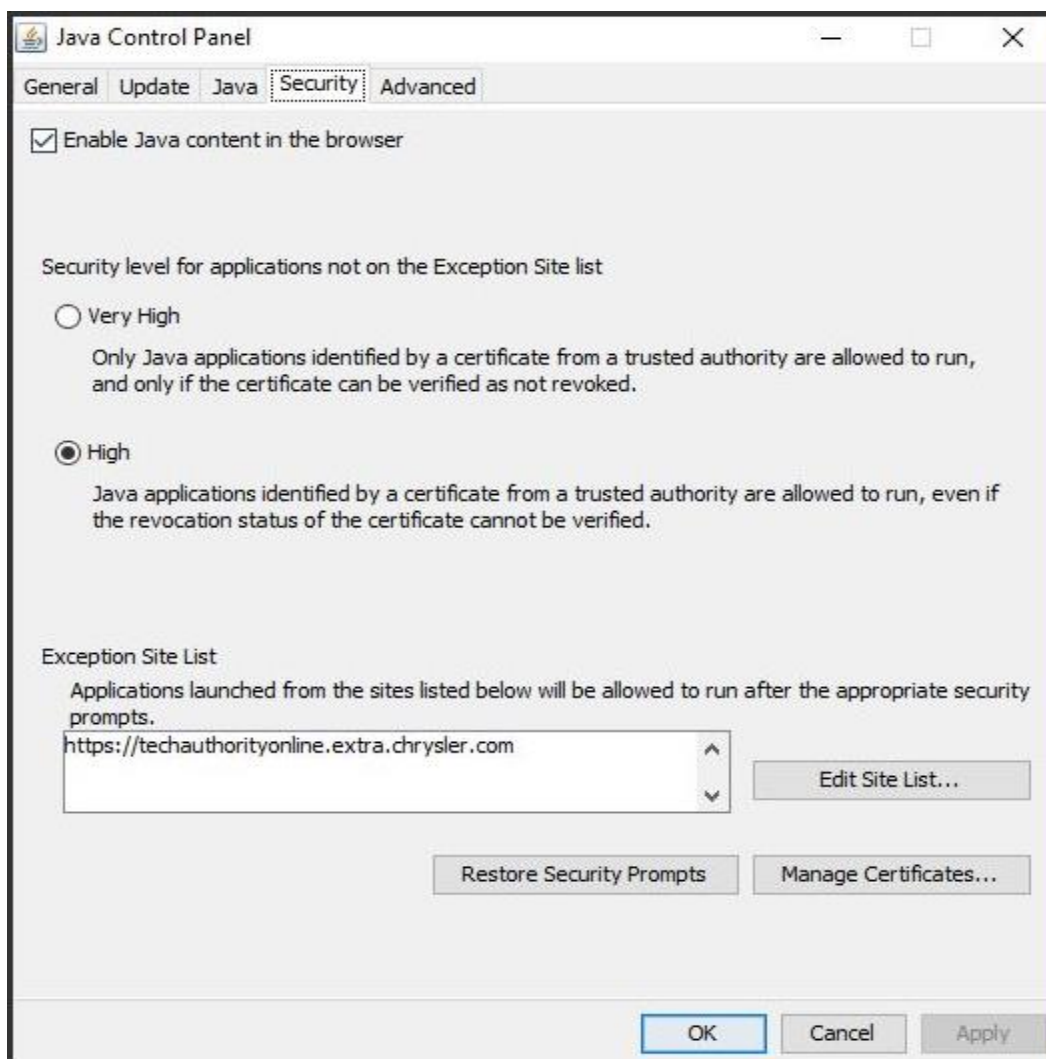 Java Control Panel
General Update Java Security Advanced
Enable Java content in the browser
Security level for applications not on the Exception Site list
Very High
Only Java applications identified by a certificate from a trusted authority are allowed to run,
and only if the certificate can be verified as not revoked.
High
Java applications identified by a certificate from a trusted authority are allowed to run, even if
the revocation status of the certificate cannot be verified.
Exception Site List
Applications launched from the sites listed below will be allowed to run after the appropriate security
prompts.
https://techauthorityonline.extra.chrysler.com
Edit Site List...
Restore Security Prompts Manage Certificates...
OK Cancel Apply